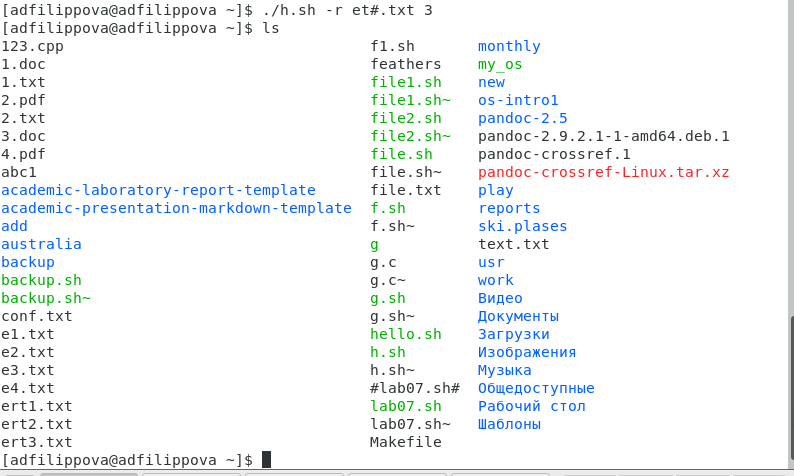 [adfilippova@adfilippova ~]$ ./h.sh -r et#.txt 3
[adfilippova@adfilippova ~]$ ls
123.cpp f1.sh monthly
1.doc feathers my_os
1.txt file1.sh new
2.pdf file1.sh~ os-intro1
2.txt file2.sh pandoc-2.5
3.doc file2.sh~ pandoc-2.9.2.1-1-amd64.deb.1
4.pdf file.sh pandoc-crossref.1
abc1 file.sh~ pandoc-crossref-Linux.tar.xz
academic-laboratory-report-template file.txt play
academic-presentation-markdown-template f.sh reports
add f.sh~ ski.plases
australia g text.txt
backup g.c usr
backup.sh g.c~ work
backup.sh~ g.sh Видео
conf.txt g.sh~ Документы
e1.txt hello.sh Загрузки
e2.txt h.sh Изображения
e3.txt h.sh~ Музыка
e4.txt #lab07.sh# Общедоступные
ert1.txt lab07.sh Рабочий стол
ert2.txt lab07.sh~ Шаблоны
ert3.txt Makefile
[adfilippova@adfilippova ~]$